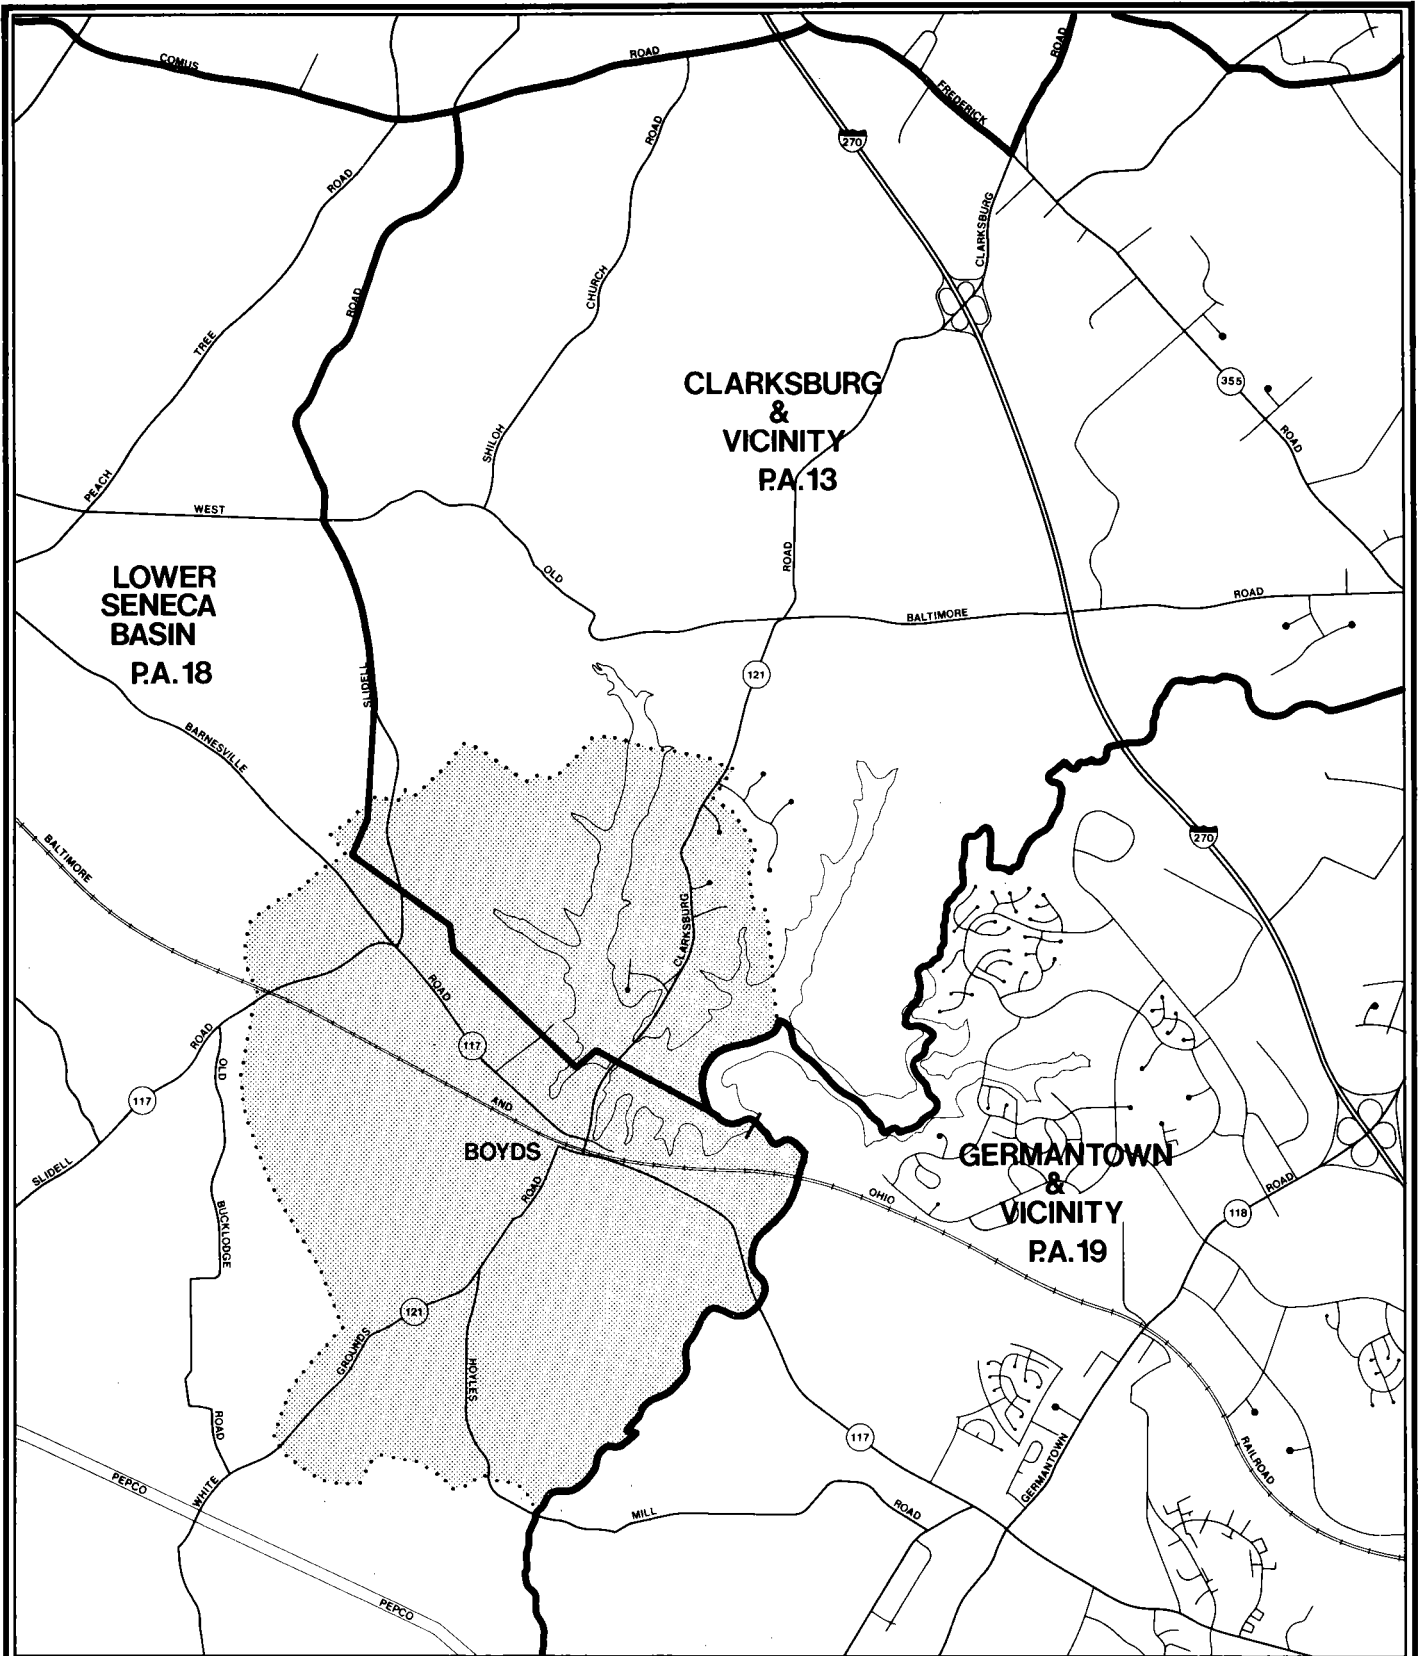 COMUS
ROAD
ROAD
FREDERICK
270
ROAD
ROAD
CLARKSBURG
ROAD
CHURCH
TREE
SHILOH
PEACH
WEST
CLARKSBURG
&
VICINITY
P.A.13
355
ROAD
ROAD
OLD
BALTIMORE
ROAD
LOWER
SENECA
BASIN
P.A.18
SLIDELL
121
BARNESVILLE
BALTIMORE
270
CLARKSBURG
ROAD
ROAD
117
OLD
117
AND
BOYDS
SLIDELL
ROAD
OHIO
GERMANTOWN
&
VICINITY
P.A.19
118
ROAD
BUCKLODGE
121
GROUNDS
HOYLES
ROAD
117
GERMANTOWN
RAILROAD
PEPCO
WHITE
MILL
ROAD
PEPCO